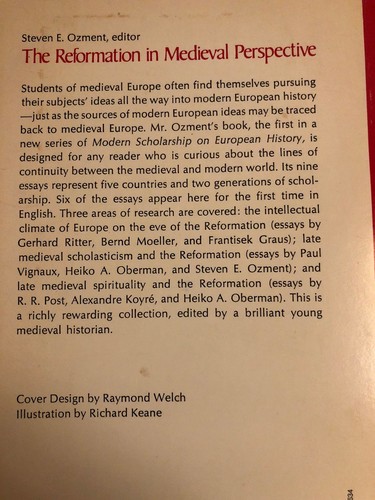 Steven E. Ozment, editor
The Reformation in Medieval Perspective
Students of medieval Europe often find themselves pursuing
their subjects' ideas all the way into modern European history
—just as the sources of modern European ideas may be traced
back to medieval Europe. Mr. Ozment's book, the first in a
new series of Modern Scholarship on European History, is
designed for any reader who is curious about the lines of
continuity between the medieval and modern world. Its nine
essays represent five countries and two generations of schol-
arship. Six of the essays appear here for the first time in
English. Three areas of research are covered: the intellectual
climate of Europe on the eve of the Reformation (essays by
Gerhard Ritter, Bernd Moeller, and Frantisek Graus); late
medieval scholasticism and the Reformation (essays by Paul
Vignaux, Heiko A. Oberman, and Steven E. Ozment); and
late medieval spirituality and the Reformation (essays by
R. R. Post, Alexandre Koyré, and Heiko A. Oberman). This is
a richly rewarding collection, edited by a brilliant young
medieval historian.
Cover Design by Raymond Welch
Illustration by Richard Keane
334